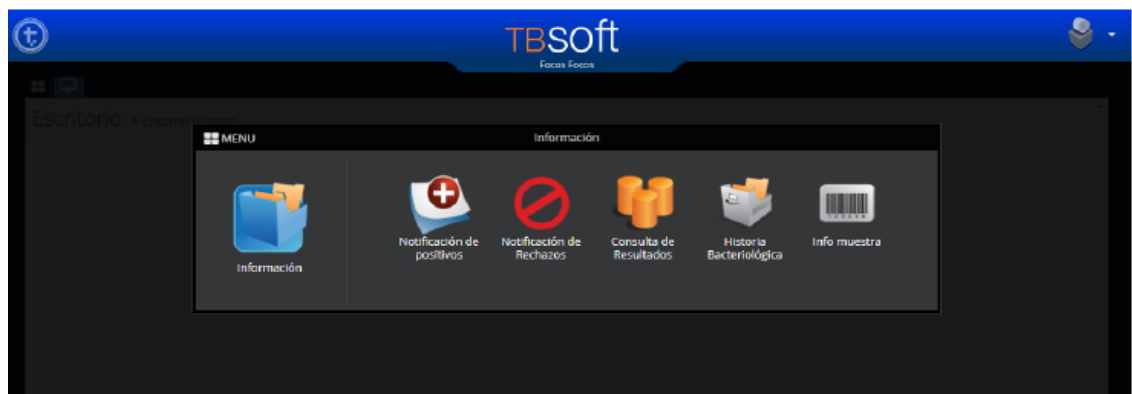 TBsoft
Focos Focos
Escritorio
MENU
Información
Información
Notificación de
positivos
Notificación de
Rechazos
Consulta de
Resultados
Historia
Bacteriológica
Info muestra